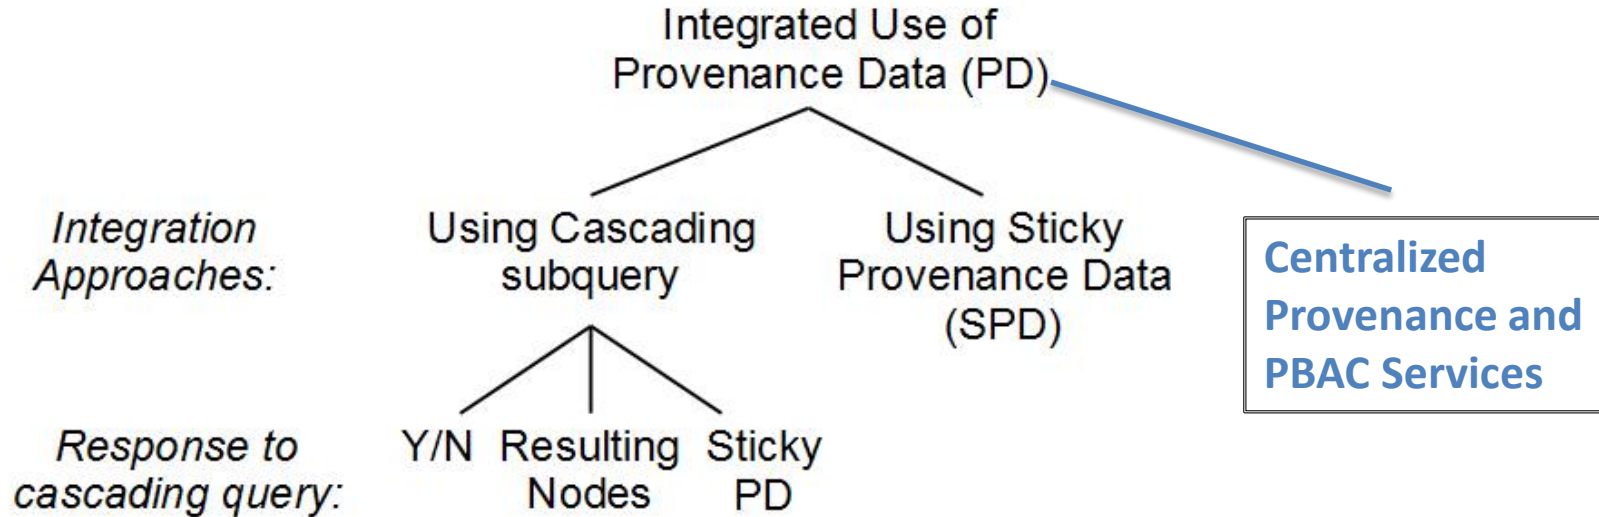 Integrated Use of
Provenance Data (PD)
Integration
Approaches:
Using Cascading
subquery
Using Sticky
Provenance Data
(SPD)
Centralized
Provenance and
PBAC Services
Response to
cascading query:
Y/N
Resulting
Nodes
Sticky
PD